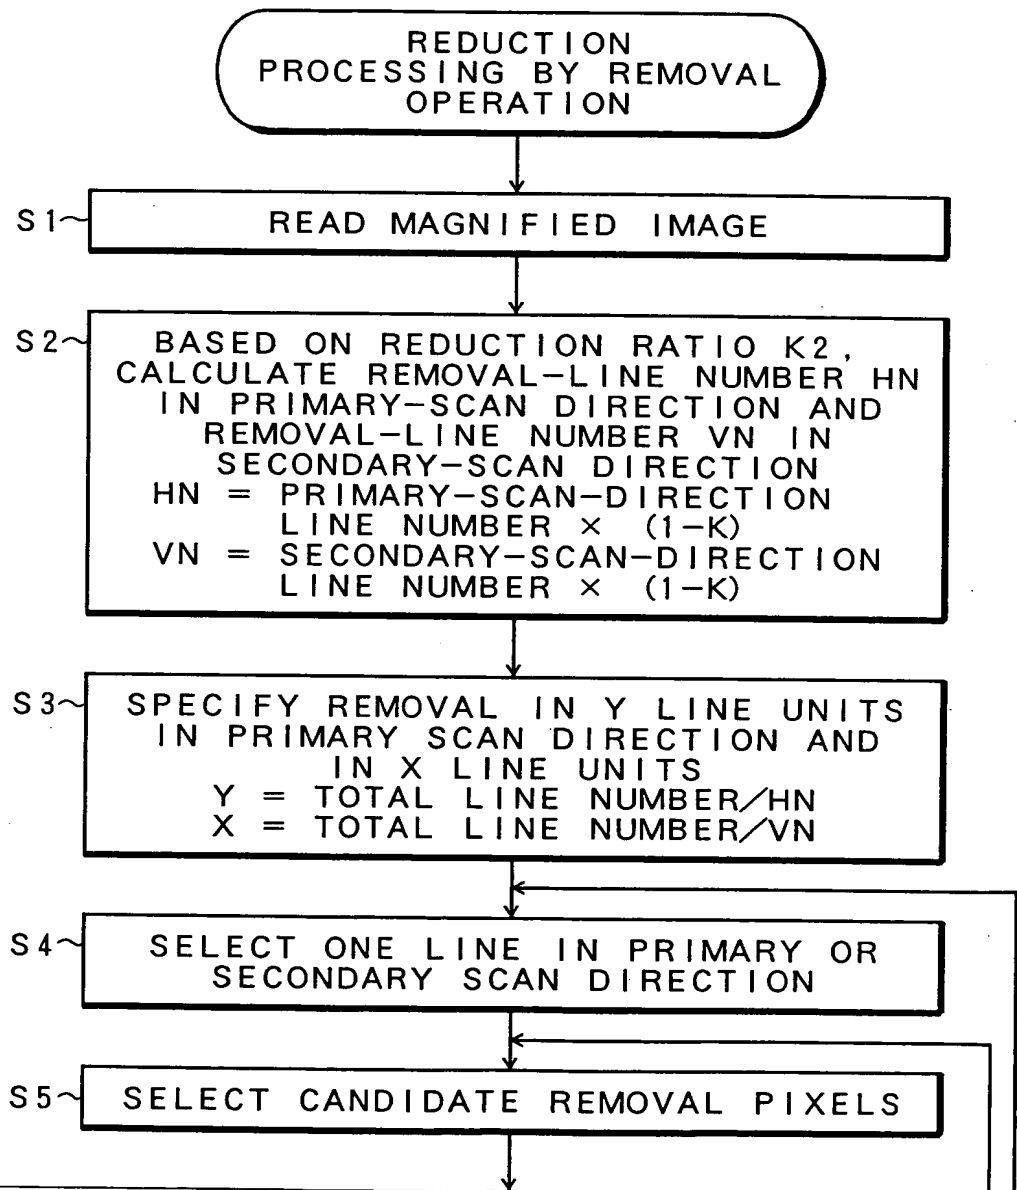 REDUCTION
PROCESSING BY REMOVAL
OPERATION
S1~
READ MAGNIFIED IMAGE
S2~
BASED ON REDUCTION RATIO K2,
CALCULATE REMOVAL-LINE NUMBER HN
IN PRIMARY-SCAN DIRECTION AND
REMOVAL-LINE NUMBER VN IN
SECONDARY-SCAN DIRECTION
HN = PRIMARY-SCAN-DIRECTION
LINE NUMBER × (1-K)
VN = SECONDARY-SCAN-DIRECTION
LINE NUMBER × (1-K)
S3~
SPECIFY REMOVAL IN Y LINE UNITS
IN PRIMARY SCAN DIRECTION AND
IN X LINE UNITS
Y = TOTAL LINE NUMBER/HN
X = TOTAL LINE NUMBER/VN
S4~
SELECT ONE LINE IN PRIMARY OR
SECONDARY SCAN DIRECTION
S5~
SELECT CANDIDATE REMOVAL PIXELS